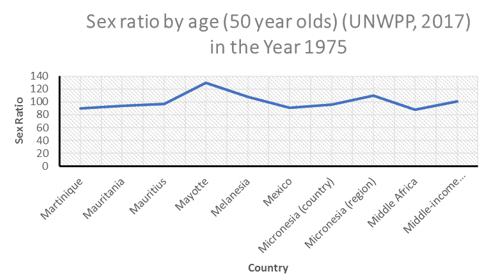 Sex ratio by age (50 year olds) (UNWPP, 2017)
in the Year 1975
140
120
100
80
60
40
20
0
Sex Ratio
Martinique
Mauritania
Mauritius
Mayotte
Melanesia
Mexico
Micronesia (country)
Micronesia (region)
Middle Africa
Middle-income...
Country